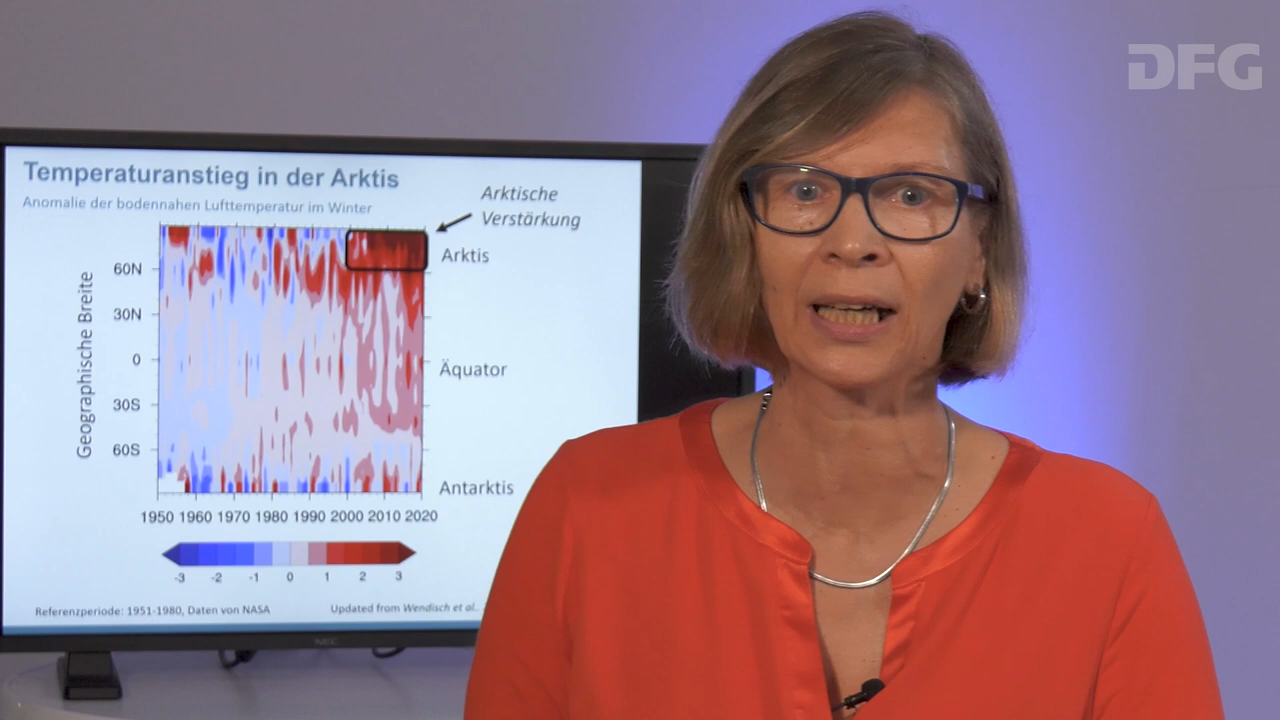 DFG
Temperaturanstieg in der Arktis
Anomalie der bodennahen Lufttemperatur im Winter
Arktische
Verstärkung
Arktis
Äquator
Antarktis
Geographische Breite
60N
30N
0
30S
60S
1950 1960 1970 1980 1990 2000 2010 2020
-3 -2 -1 0 1 2 3
Referenzperiode: 1951-1980, Daten von NASA
Updated from Wendisch et al..
NEC